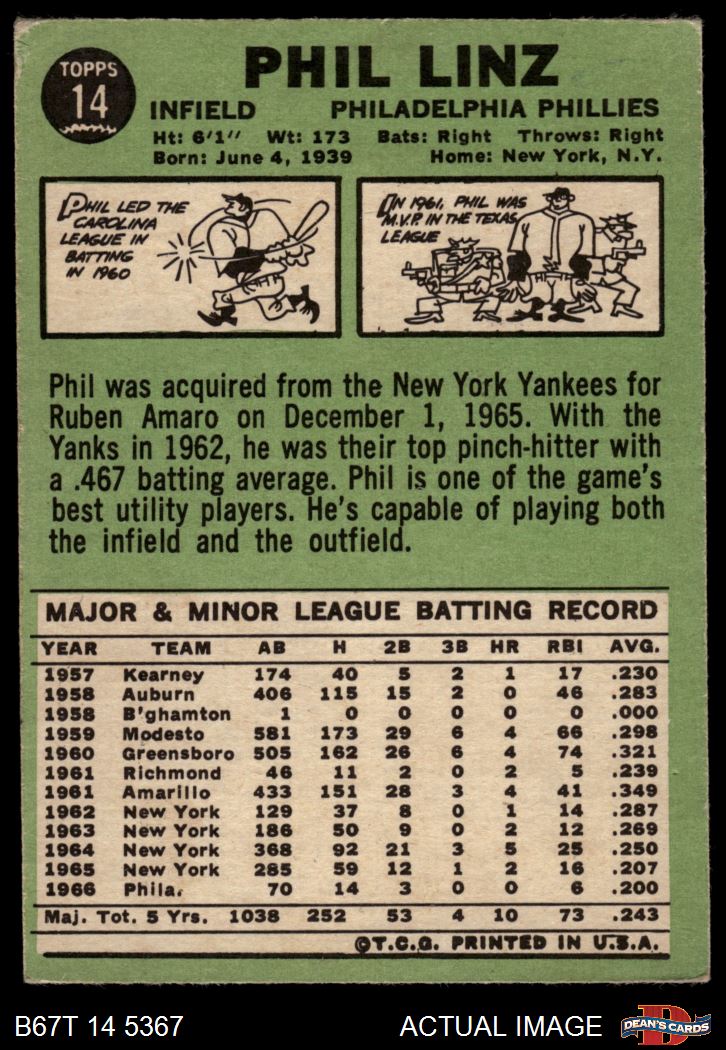 TOPPS
14
PHIL LINZ
INFIELD PHILADELPHIA PHILLIES
Ht: 6'1" Wt: 173 Bats: Right Throws: Right
Born: June 4, 1939 Home: New York, N.Y.
PHIL LED THE
CAROLINA
LEAGUE IN
BATTING
IN 1960
IN 1961, PHIL WAS
M.V.P. IN THE TEXAS
LEAGUE
Phil was acquired from the New York Yankees for
Ruben Amaro on December 1, 1965. With the
Yanks in 1962, he was their top pinch-hitter with
a .467 batting average. Phil is one of the game's
best utility players. He's capable of playing both
the infield and the outfield.
MAJOR & MINOR LEAGUE BATTING RECORD
YEAR TEAM AB H 2B 3B HR RBI AVG.
1957 Kearney 174 40 5 2 1 17 .230
1958 Auburn 406 115 15 2 0 46 .283
1958 B'ghamton 1 0 0 0 0 0 .000
1959 Modesto 581 173 29 6 4 66 .298
1960 Greensboro 505 162 26 6 4 74 .321
1961 Richmond 46 11 2 0 2 5 .239
1961 Amarillo 433 151 28 3 4 41 .349
1962 New York 129 37 8 0 1 14 .287
1963 New York 186 50 9 0 2 12 .269
1964 New York 368 92 21 3 5 25 .250
1965 New York 285 59 12 1 2 16 .207
1966 Phila. 70 14 3 0 0 6 .200
Maj. Tot. 5 Yrs. 1038 252 53 4 10 73 .243
©T.C.G. PRINTED IN U.S.A.
B67T 14 5367 ACTUAL IMAGE
D
DEAN'S CARDS